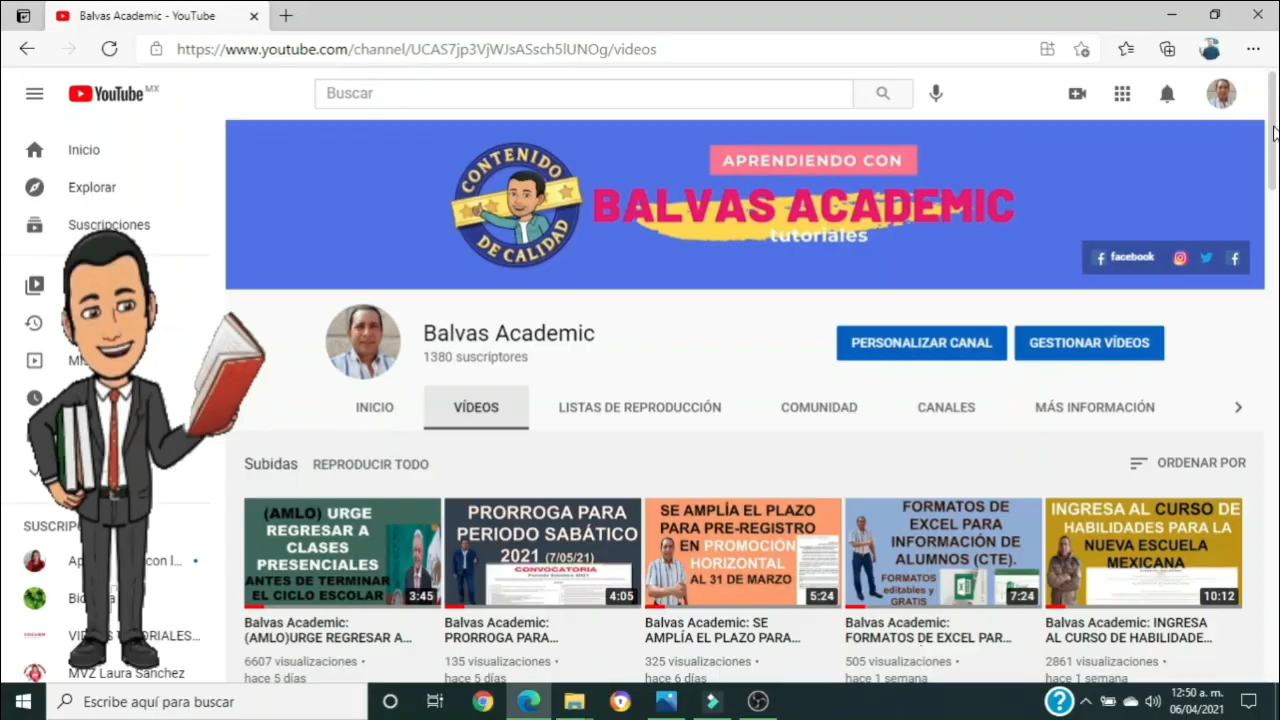 Balvas Academic - YouTube
https://www.youtube.com/channel/UCAS7jp3VjWJsASsch5lUNOg/videos
YouTube MX
Buscar
Inicio
Explorar
Suscripciones
CONTENIDO
DE CALIDAD
APRENDIENDO CON
BALVAS ACADEMIC
tutoriales
facebook
Balvas Academic
1380 suscriptores
PERSONALIZAR CANAL
GESTIONAR VÍDEOS
INICIO
VÍDEOS
LISTAS DE REPRODUCCIÓN
COMUNIDAD
CANALES
MÁS INFORMACIÓN
Subidas
REPRODUCIR TODO
ORDENAR POR
(AMLO) URGE
REGRESAR A
CLASES
PRESENCIALES
ANTES DE TERMINAR
EL CICLO ESCOLAR
3:45
Balvas Academic:
(AMLO)URGE REGRESAR A...
6607 visualizaciones •
hace 5 días
PRORROGA PARA
PERIODO SABÁTICO
2021 (7/05/21)
CONVOCATORIA
4:05
Balvas Academic:
PRORROGA PARA...
135 visualizaciones •
hace 5 días
SE AMPLÍA EL PLAZO
PARA PRE-REGISTRO
EN PROMOCIÓN
HORIZONTAL
AL 31 DE MARZO
5:24
Balvas Academic: SE
AMPLÍA EL PLAZO PARA...
325 visualizaciones •
hace 6 días
FORMATOS DE
EXCEL PARA
INFORMACIÓN DE
ALUMNOS (CTE).
FORMATOS
editables y
GRATIS
7:24
Balvas Academic:
FORMATOS DE EXCEL PAR...
505 visualizaciones •
hace 1 semana
INGRESA AL CURSO DE
HABILIDADES PARA LA
NUEVA ESCUELA
MEXICANA
10:12
Balvas Academic: INGRESA
AL CURSO DE HABILIDADE...
2861 visualizaciones •
hace 1 semana
MVZ Laura Sánchez
Escribe aquí para buscar
12:50 a. m.
06/04/2021